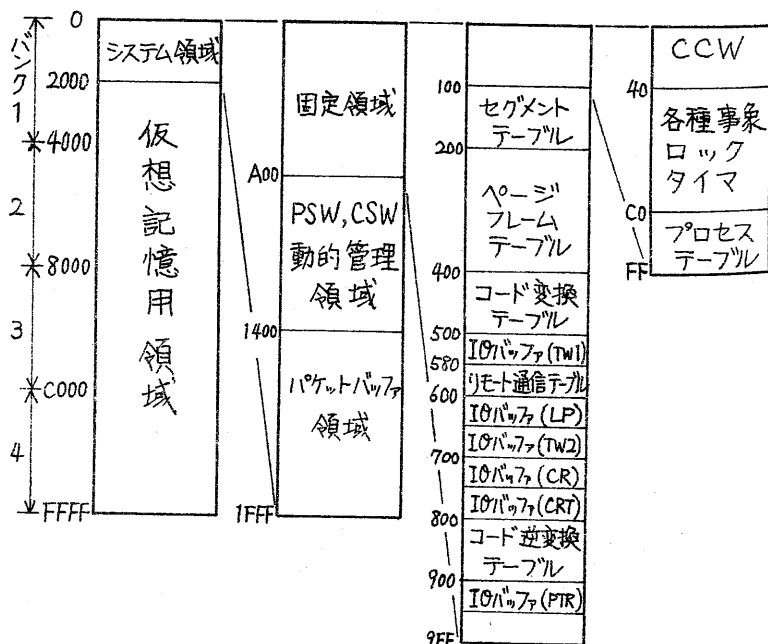 バンク1
2
3
4
0
2000
4000
8000
C000
FFFF
システム領域
仮想記憶用領域
固定領域
A00
PSW, CSW
動的管理
領域
1400
パケットバッファ
領域
1FFF
100
セグメント
テーブル
200
ページ
フレーム
テーブル
400
コード変換
テーブル
500
IOバッファ(TW1)
580
リモート通信テーブル
600
IOバッファ(LP)
IOバッファ(TW2)
700
IOバッファ(CR)
IOバッファ(CRT)
800
コード逆変換
テーブル
900
IOバッファ(PTR)
9FF
CCW
40
各種事象
ロック
タイマ
C0
プロセス
テーブル
FF